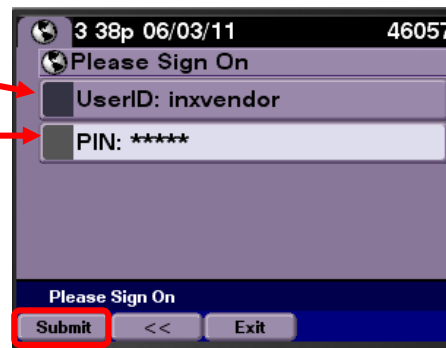 3 38p 06/03/11 46057
Please Sign On
UserID: inxvendor
PIN: *****
Please Sign On
Submit << Exit